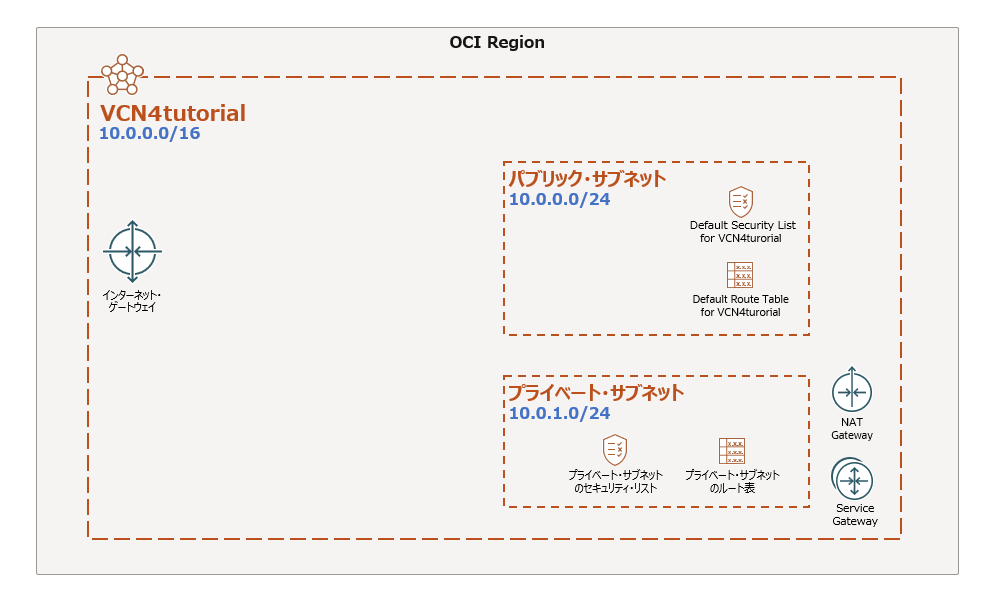 OCI Region
VCN4tutorial
10.0.0.0/16
パブリック・サブネット
10.0.0.0/24
Default Security List
for VCN4turorial
インターネット・
ゲートウェイ
Default Route Table
for VCN4turorial
プライベート・サブネット
10.0.1.0/24
プライベート・サブネット
のセキュリティ・リスト
プライベート・サブネット
のルート表
NAT
Gateway
Service
Gateway